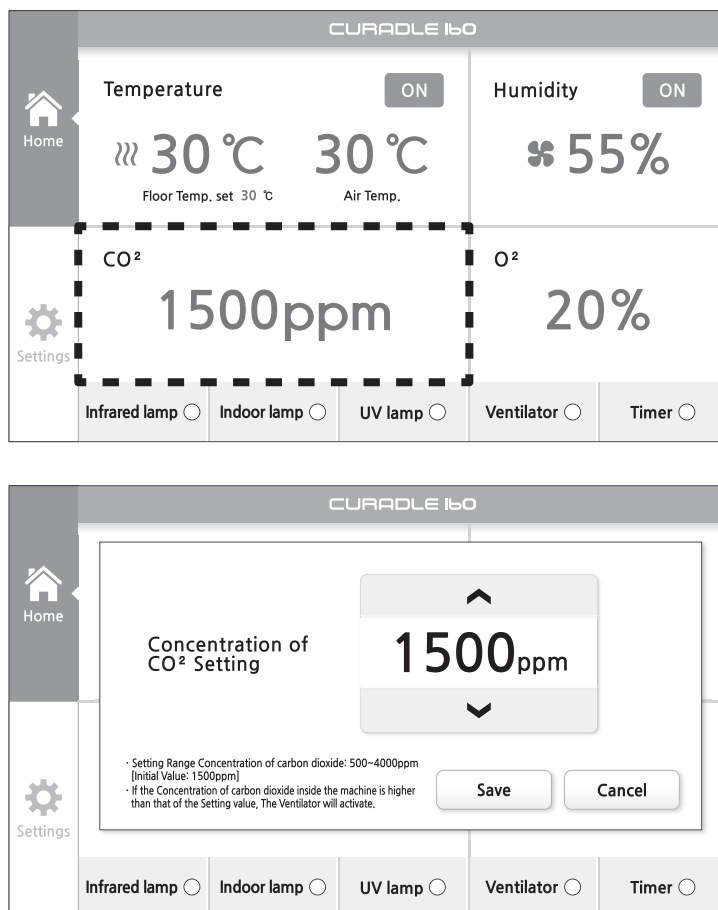 CURADLE 160
Home
Temperature
ON
30 ℃
30 ℃
Floor Temp. set 30 ℃
Air Temp.
Humidity
ON
55%
CO²
1500ppm
O²
20%
Settings
Infrared lamp
Indoor lamp
UV lamp
Ventilator
Timer
CURADLE 160
Home
Concentration of
CO² Setting
1500ppm
· Setting Range Concentration of carbon dioxide: 500~4000ppm
[Initial Value: 1500ppm]
· If the Concentration of carbon dioxide inside the machine is higher
than that of the Setting value, The Ventilator will activate.
Save
Cancel
Settings
Infrared lamp
Indoor lamp
UV lamp
Ventilator
Timer